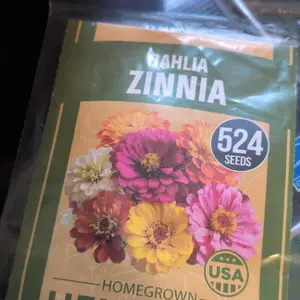 DAHLIA
ZINNIA
524
SEEDS
USA
HOMEGROWN